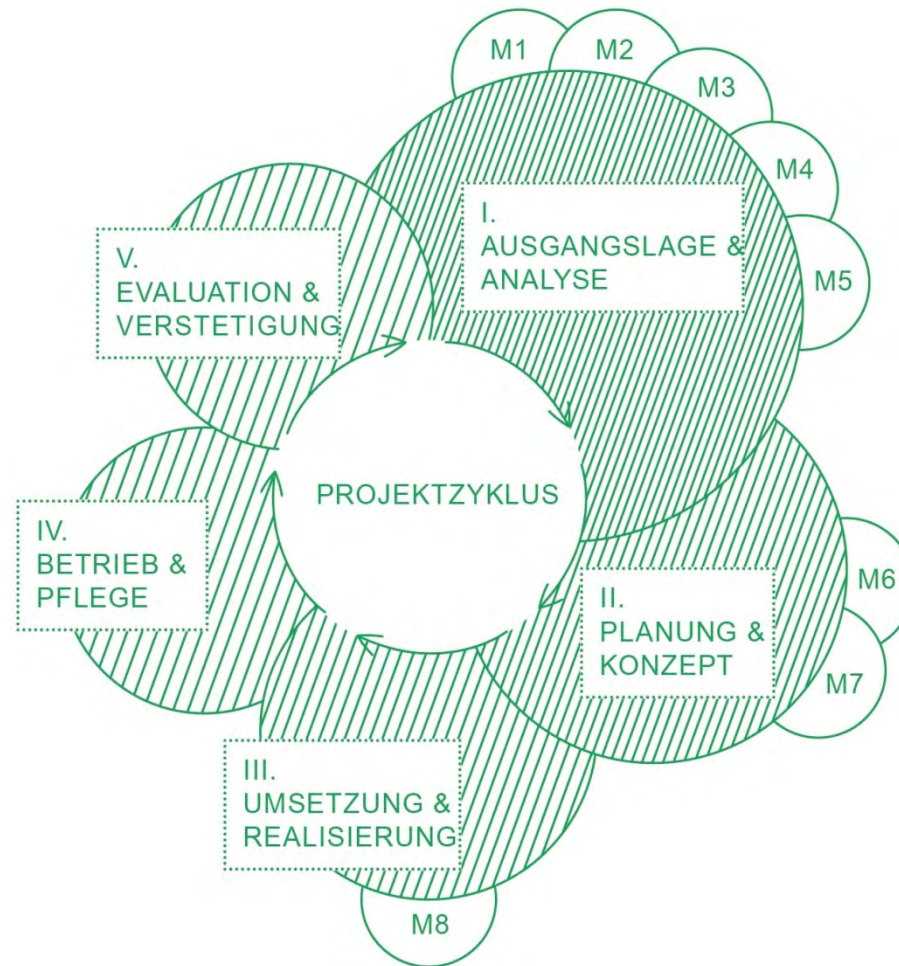 M1
M2
M3
M4
M5
I.
AUSGANGSLAGE &
ANALYSE
V.
EVALUATION &
VERSTETIGUNG
PROJEKTZYKLUS
IV.
BETRIEB &
PFLEGE
II.
PLANUNG &
KONZEPT
M6
M7
III.
UMSETZUNG &
REALISIERUNG
M8